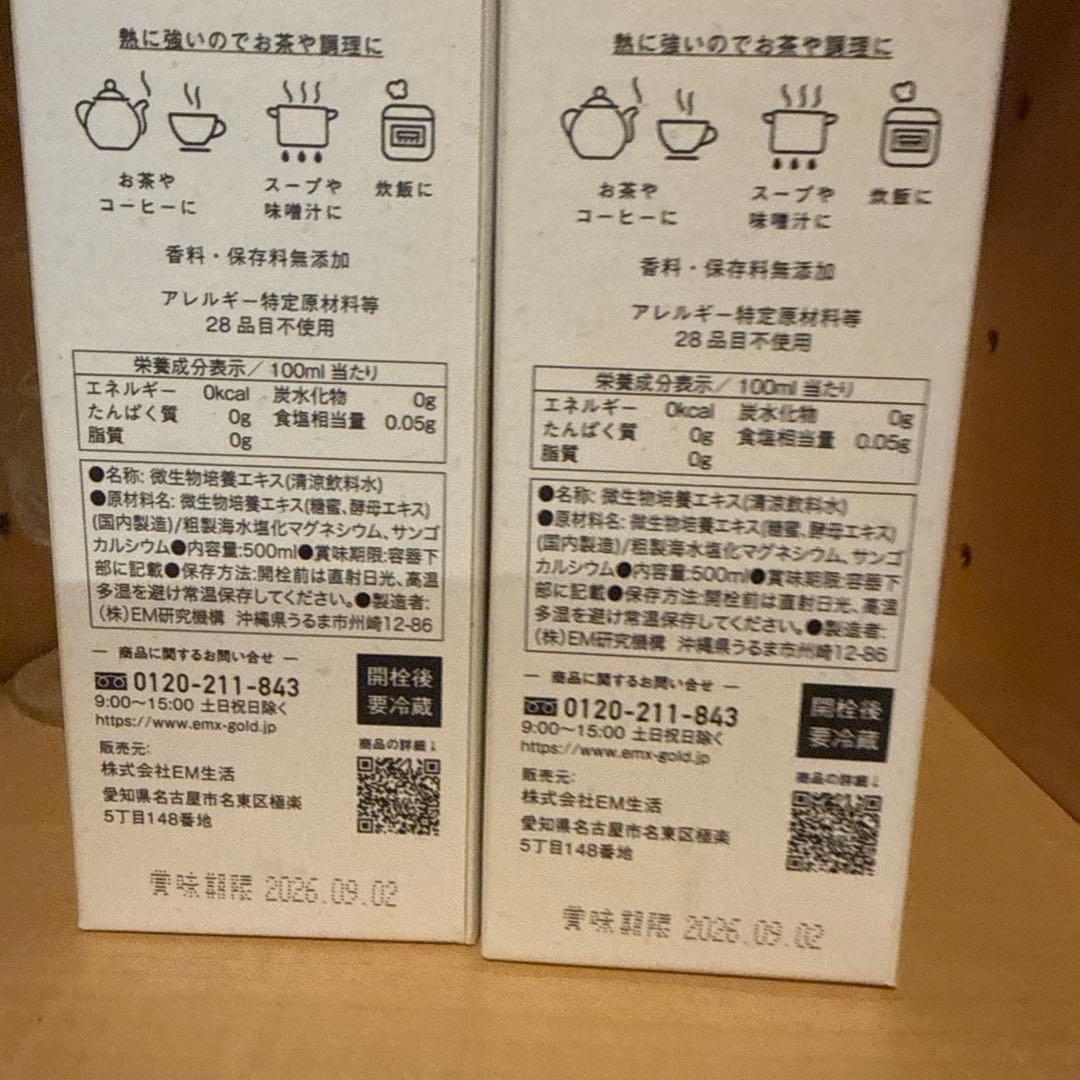 熱に強いのでお茶や調理に
お茶や
コーヒーに
スープや
味噌汁に
炊飯に
香料・保存料無添加
アレルギー特定原材料等
28品目不使用
栄養成分表示／100ml当たり
エネルギー 0kcal 炭水化物 0g
たんぱく質 0g 食塩相当量 0.05g
脂質 0g
●名称: 微生物培養エキス(清涼飲料水)
●原材料名: 微生物培養エキス(糖蜜、酵母エキス)
(国内製造)/粗製海水塩化マグネシウム、サンゴ
カルシウム●内容量:500ml●賞味期限:容器下
部に記載●保存方法:開栓前は直射日光、高温
多湿を避け常温保存してください。●製造者:
(株)EM研究機構 沖縄県うるま市州崎12-86
商品に関するお問い合せ
0120-211-843
9:00〜15:00 土日祝日除く
https://www.emx-gold.jp
開栓後
要冷蔵
販売元:
株式会社EM生活
愛知県名古屋市名東区極楽
5丁目148番地
商品の詳細↓
賞味期限 2026.09.02
熱に強いのでお茶や調理に
お茶や
コーヒーに
スープや
味噌汁に
炊飯に
香料・保存料無添加
アレルギー特定原材料等
28品目不使用
栄養成分表示／100ml当たり
エネルギー 0kcal 炭水化物 0g
たんぱく質 0g 食塩相当量 0.05g
脂質 0g
●名称: 微生物培養エキス(清涼飲料水)
●原材料名: 微生物培養エキス(糖蜜、酵母エキス)
(国内製造)/粗製海水塩化マグネシウム、サンゴ
カルシウム●内容量:500ml●賞味期限:容器下
部に記載●保存方法:開栓前は直射日光、高温
多湿を避け常温保存してください。●製造者:
(株)EM研究機構 沖縄県うるま市州崎12-86
商品に関するお問い合せ
0120-211-843
9:00〜15:00 土日祝日除く
https://www.emx-gold.jp
開栓後
要冷蔵
販売元:
株式会社EM生活
愛知県名古屋市名東区極楽
5丁目148番地
商品の詳細↓
賞味期限 2026.09.02